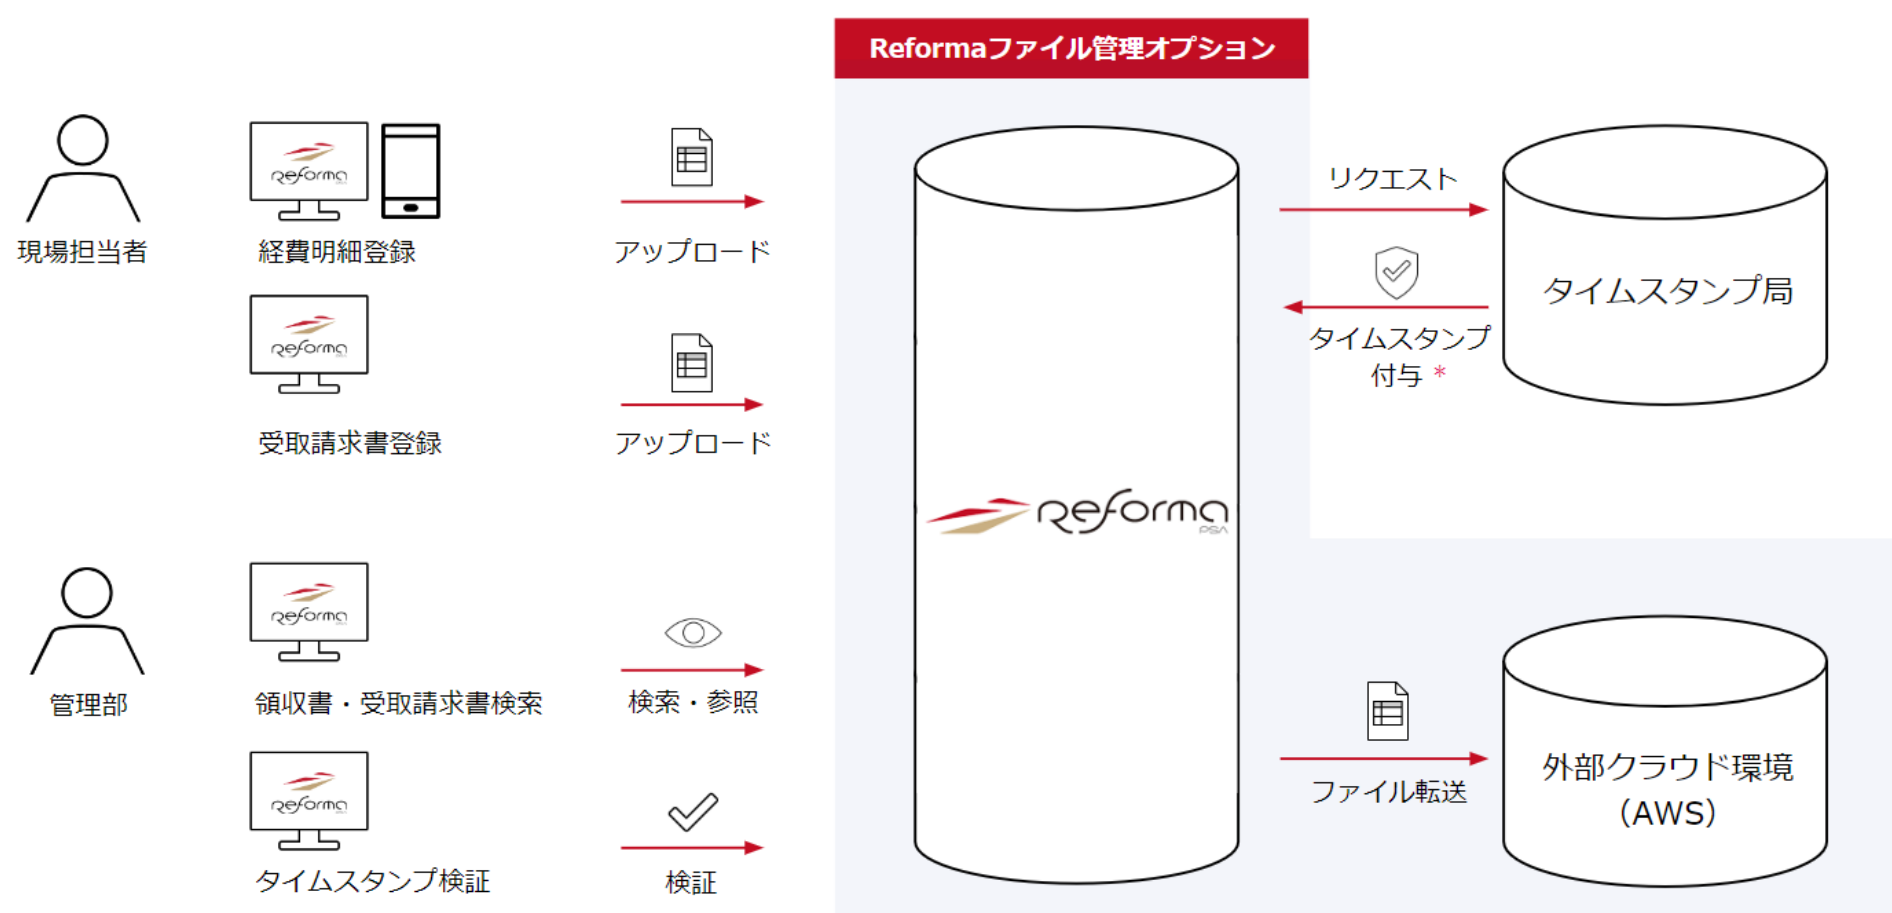 Reformaファイル管理オプション
現場担当者
Reforma
経費明細登録
アップロード
Reforma
受取請求書登録
アップロード
Reforma
PSA
リクエスト
タイムスタンプ
付与 *
タイムスタンプ局
管理部
Reforma
領収書・受取請求書検索
検索・参照
Reforma
タイムスタンプ検証
検証
ファイル転送
外部クラウド環境
（AWS）